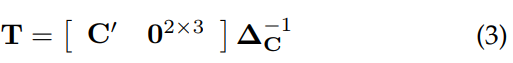 T = [ C′ 0^{2×3} ] Δ_C^{−1} (3)